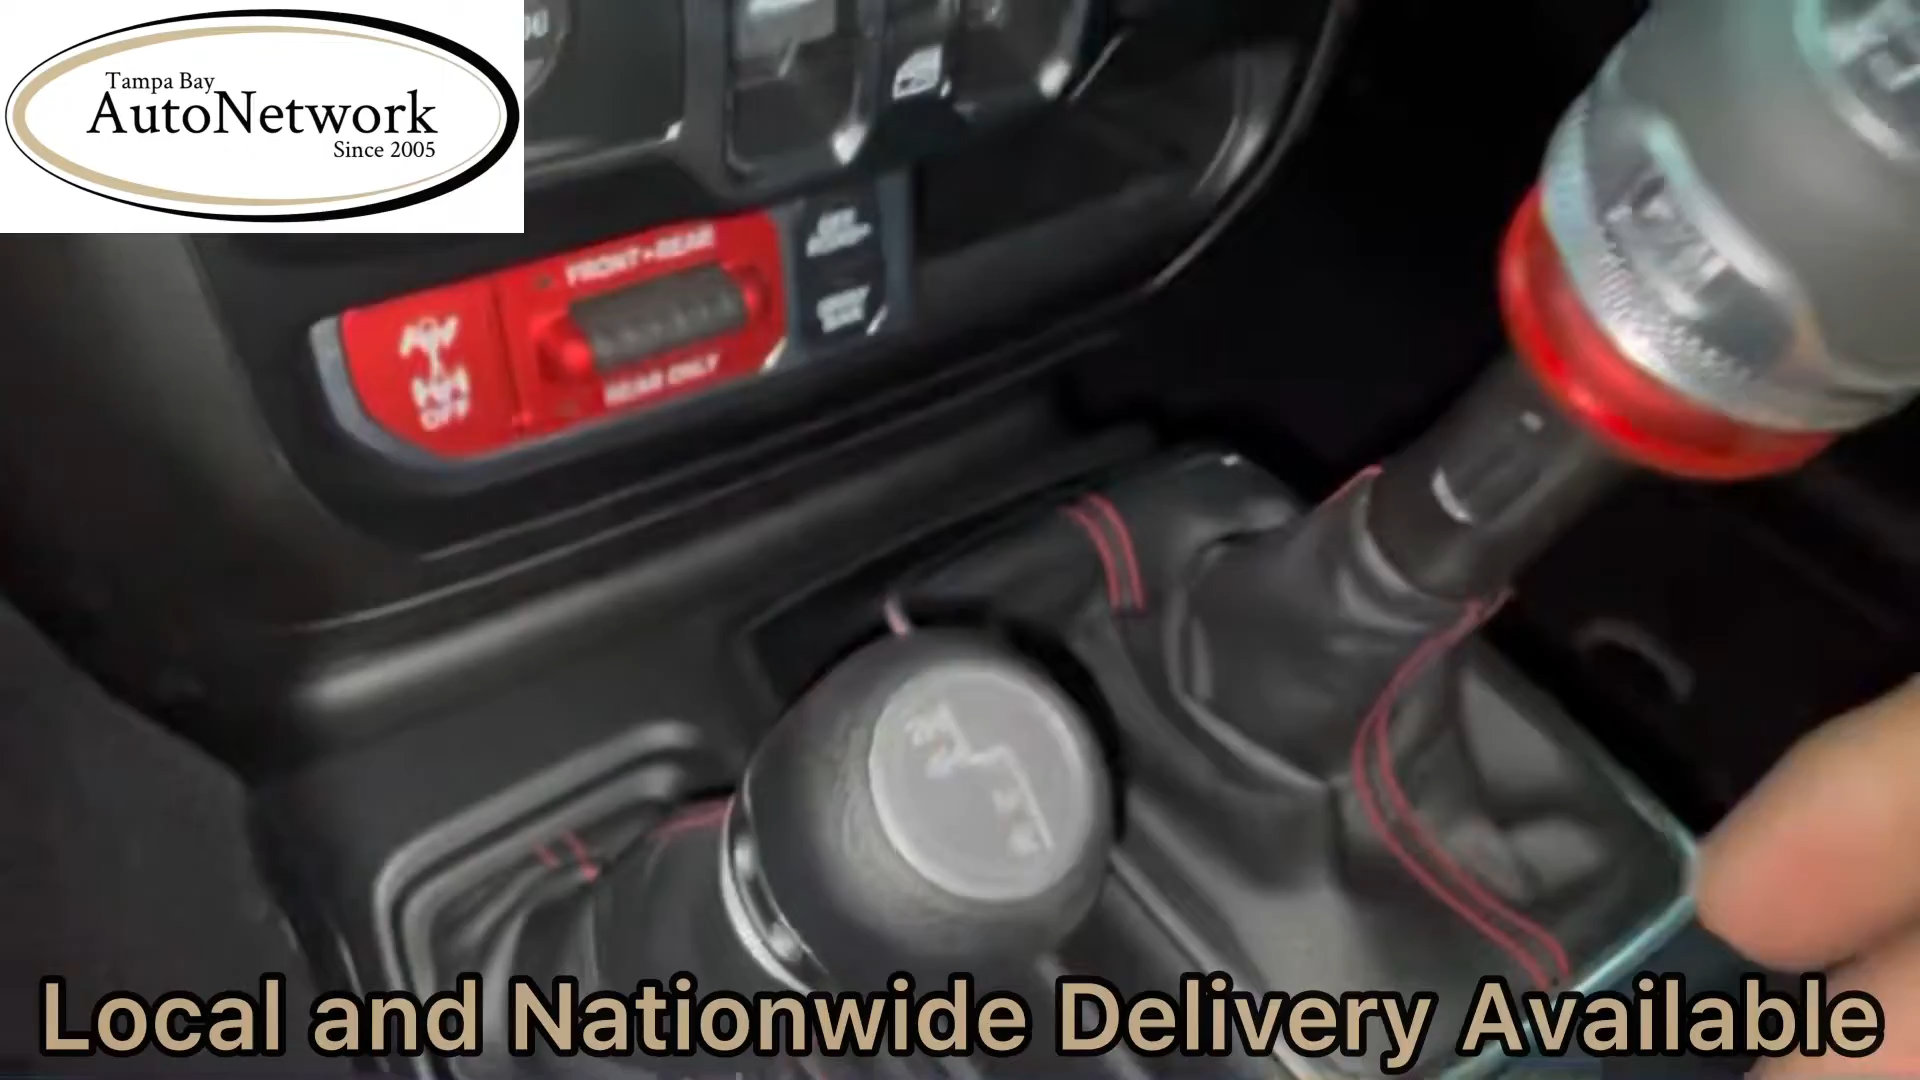 Tampa Bay
AutoNetwork
Since 2005
FRONT•REAR
REAR ONLY
OFF
Local and Nationwide Delivery Available